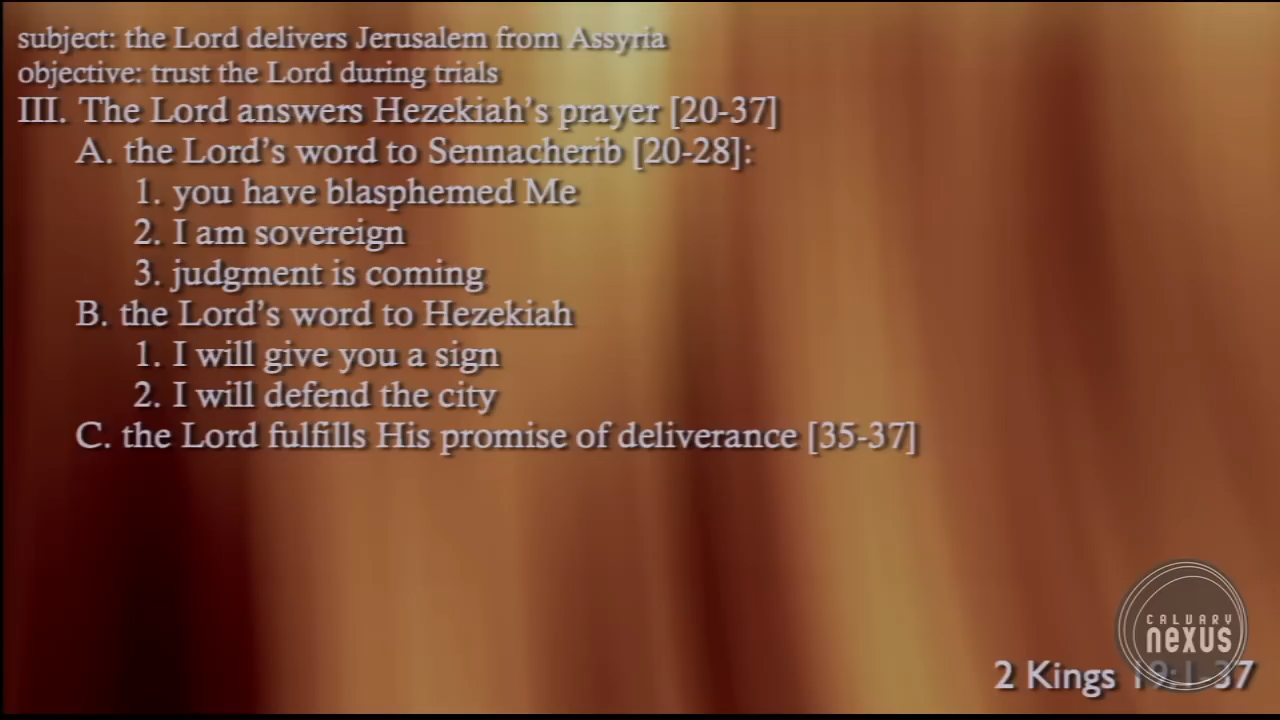 subject: the Lord delivers Jerusalem from Assyria
objective: trust the Lord during trials
III. The Lord answers Hezekiah's prayer [20-37]
A. the Lord's word to Sennacherib [20-28]:
1. you have blasphemed Me
2. I am sovereign
3. judgment is coming
B. the Lord's word to Hezekiah
1. I will give you a sign
2. I will defend the city
C. the Lord fulfills His promise of deliverance [35-37]
CALVARY
nexus
2 Kings 19:1-37